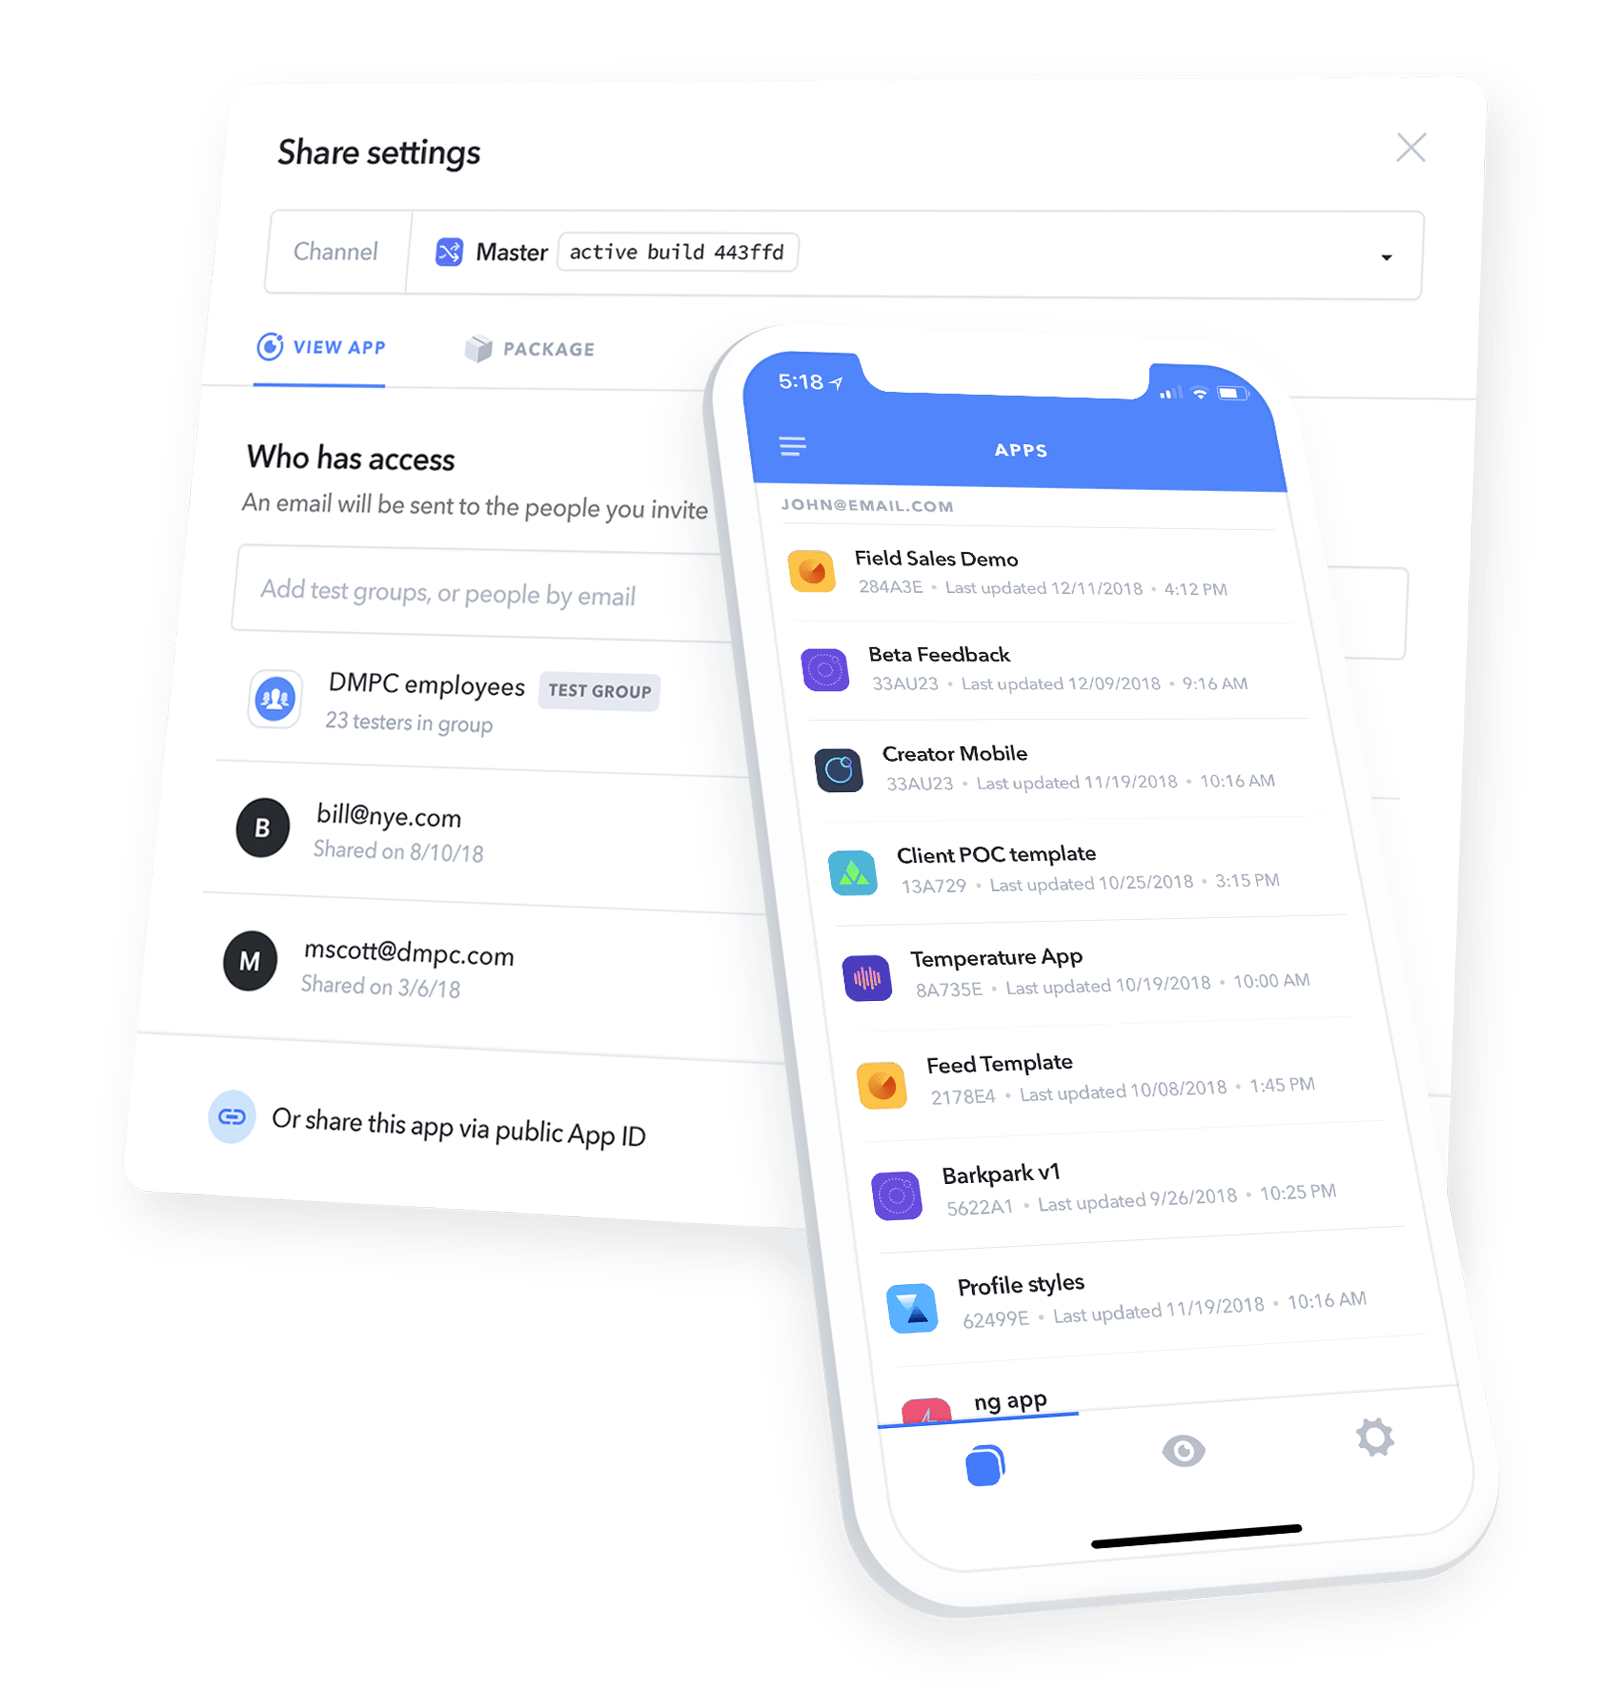 Share settings
Channel
Master active build 443ffd
VIEW APP
PACKAGE
Who has access
An email will be sent to the people you invite
Add test groups, or people by email
DMPC employees TEST GROUP
23 testers in group
B
bill@nye.com
Shared on 8/10/18
M
mscott@dmpc.com
Shared on 3/6/18
Or share this app via public App ID
5:18
APPS
JOHN@EMAIL.COM
Field Sales Demo
284A3E • Last updated 12/11/2018 • 4:12 PM
Beta Feedback
33AU23 • Last updated 12/09/2018 • 9:16 AM
Creator Mobile
33AU23 • Last updated 11/19/2018 • 10:16 AM
Client POC template
13A729 • Last updated 10/25/2018 • 3:15 PM
Temperature App
8A735E • Last updated 10/19/2018 • 10:00 AM
Feed Template
2178E4 • Last updated 10/08/2018 • 1:45 PM
Barkpark v1
5622A1 • Last updated 9/26/2018 • 10:25 PM
Profile styles
62499E • Last updated 11/19/2018 • 10:16 AM
ng app